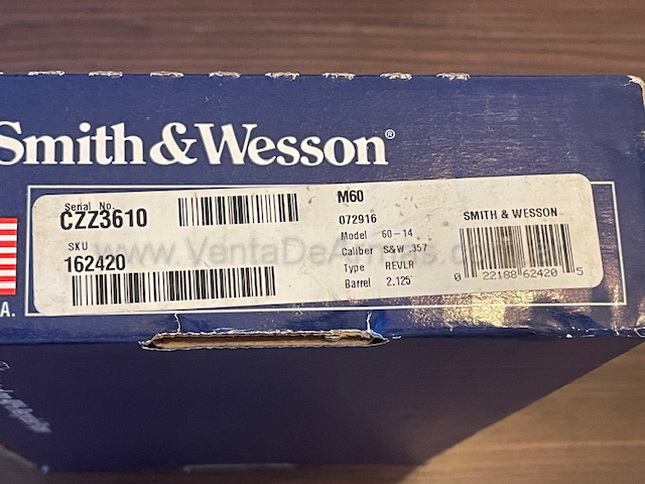 Smith & Wesson®
Serial No.
CZZ3610
SKU
162420
M60
072916
Model 60-14
Caliber S&W .357
Type REVLR
Barrel 2.125"
SMITH & WESSON
0 22188 62420 5
A.